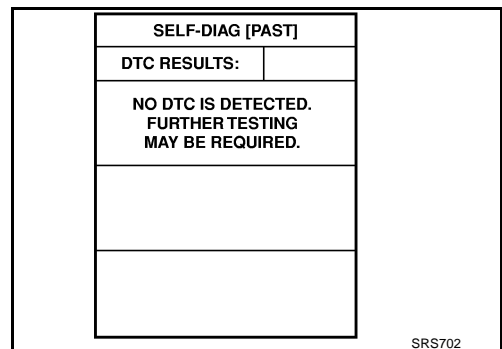 SELF-DIAG [PAST]
DTC RESULTS:
NO DTC IS DETECTED.
FURTHER TESTING
MAY BE REQUIRED.
SRS702